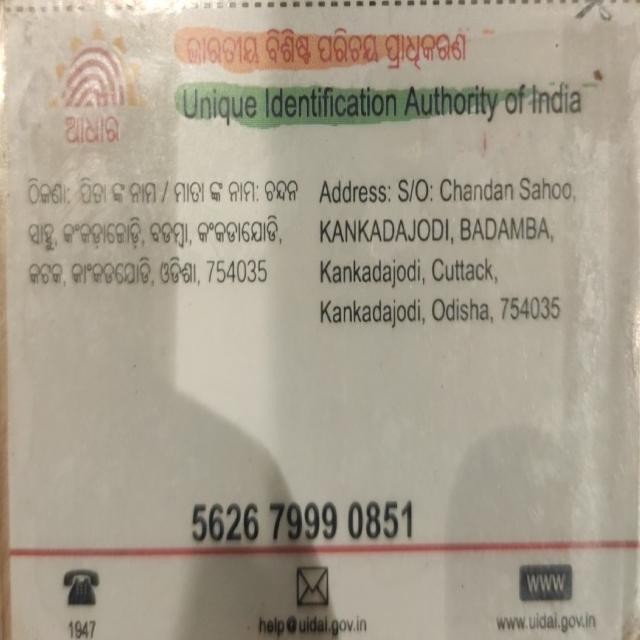 ଭାରତୀୟ ବିଶିଷ୍ଟ ପରିଚୟ ପ୍ରାଧିକରଣ
Unique Identification Authority of India
ଆଧାର
ଠିକଣା: ପିତା ଙ୍କ ନାମ / ମାତା ଙ୍କ ନାମ: ଚନ୍ଦନ
ସାହୁ, କଂକଡ଼ାଜୋଡ଼ି, ବଡମ୍ବା, କଂକଡାଯୋଡି,
କଟକ, କାଂକଡଯୋଡି, ଓଡିଶା, 754035
Address: S/O: Chandan Sahoo,
KANKADAJODI, BADAMBA,
Kankadajodi, Cuttack,
Kankadajodi, Odisha, 754035
5626 7999 0851
1947
help@uidai.gov.in
www
www.uidai.gov.in